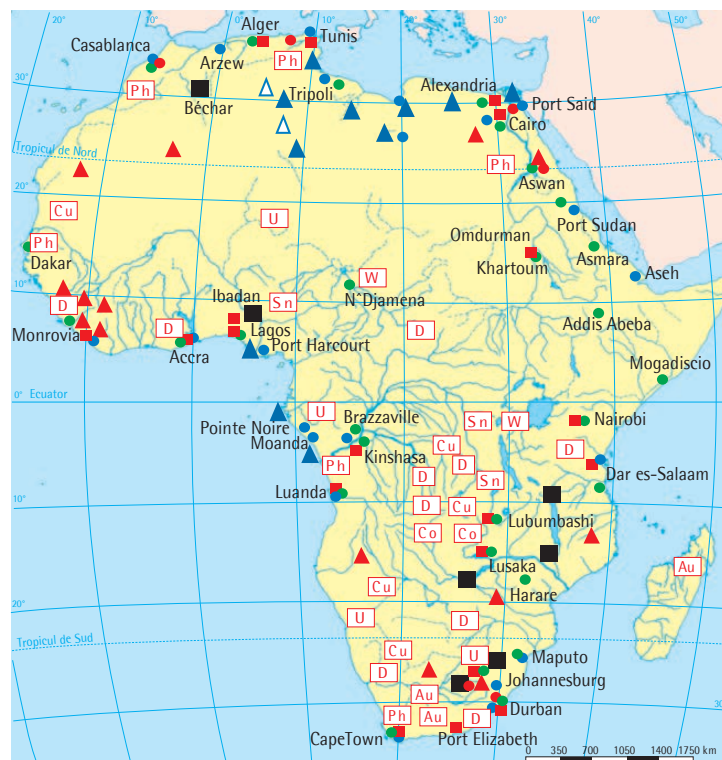 20°
10°
0°
10°
20°
30°
40°
50°
Alger
Tunis
Casablanca
Arzew
30°
Ph
Ph
Béchar
Tripoli
Alexandria
Port Said
Cairo
Tropicul de Nord
Ph
Aswan
20°
Cu
U
Port Sudan
Omdurman
Ph
Dakar
Khartoum
Asmara
W
Aseh
10°
D
Ibadan
Sn
N^Djamena
Addis Abeba
Monrovia
D
Lagos
D
Accra
Port Harcourt
Mogadiscio
0° Ecuator
U
Brazzaville
Sn
W
Nairobi
Pointe Noire
Moanda
Cu
D
Ph
Kinshasa
D
D
Sn
Dar es-Salaam
Luanda
D
Cu
10°
Lubumbashi
Co
Co
Lusaka
Au
Cu
Harare
20°
U
D
Tropicul de Sud
Cu
U
Maputo
D
Johannesburg
Au
Ph
Au
D
Durban
30
CapeTown
Port Elizabeth
0 350 700 1050 1400 1750 km